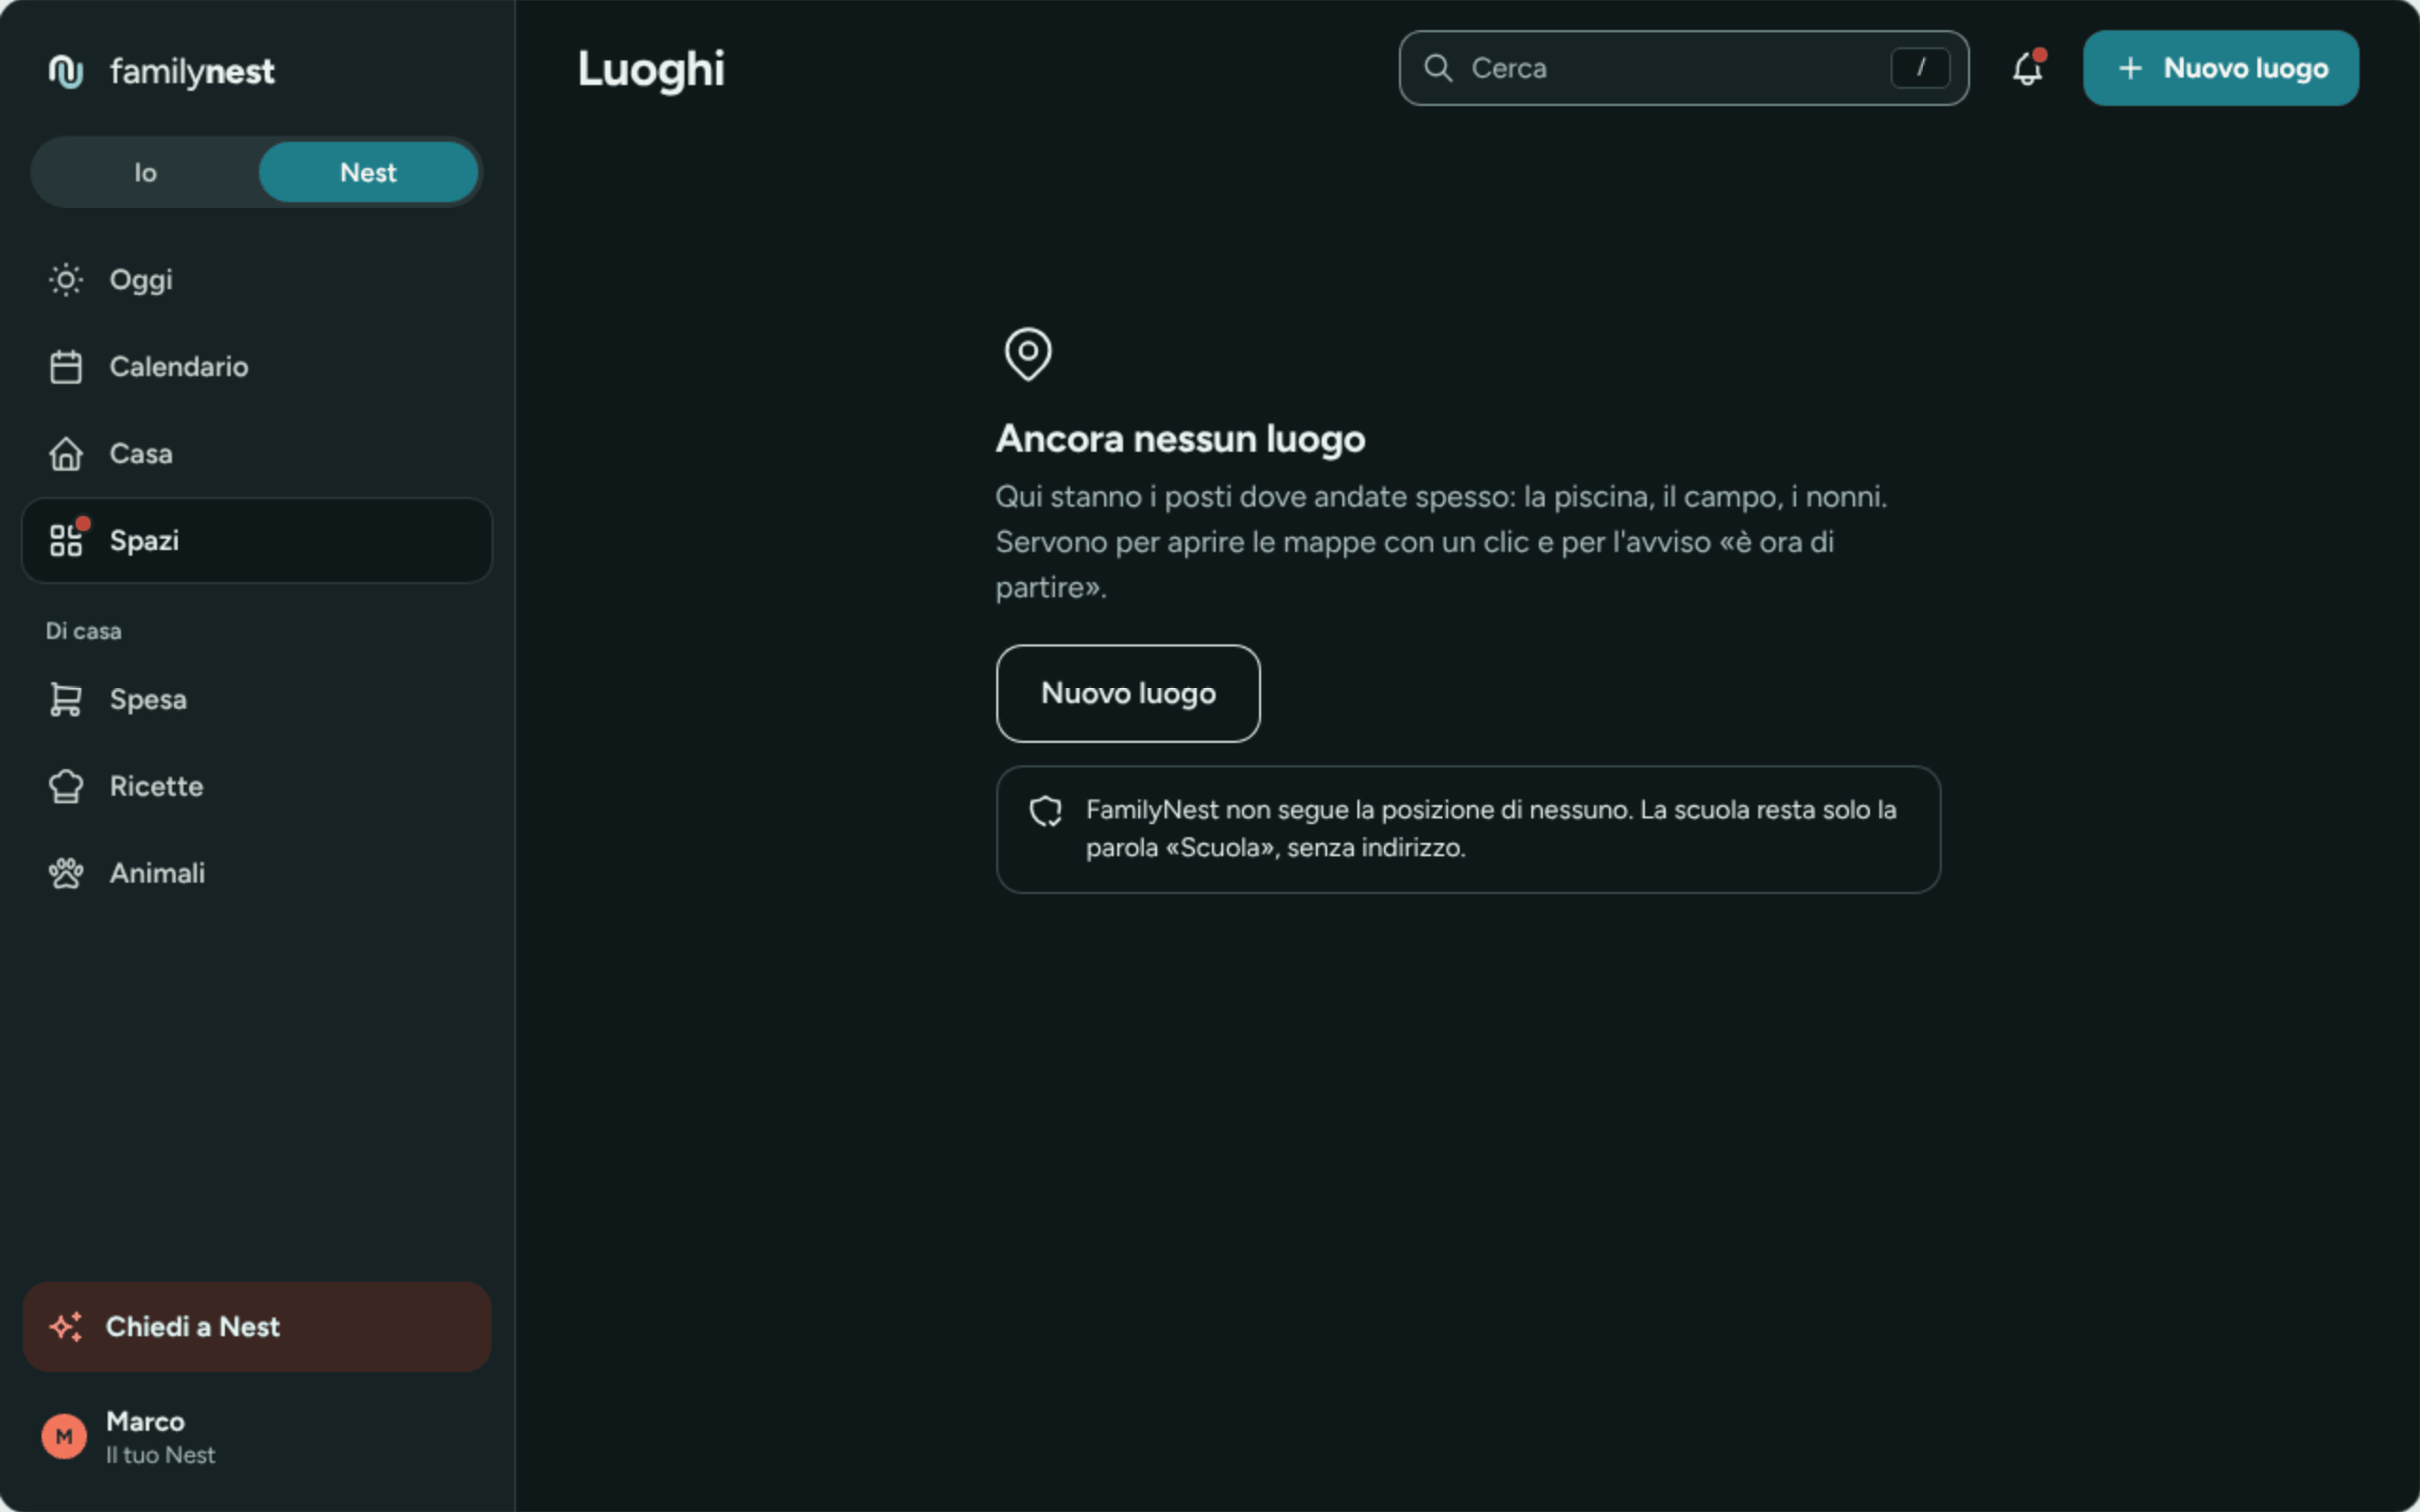 familynest
Io
Nest
Oggi
Calendario
Casa
Spazi
Di casa
Spesa
Ricette
Animali
Chiedi a Nest
M
Marco
Il tuo Nest
Luoghi
Cerca
/
Nuovo luogo
Ancora nessun luogo
Qui stanno i posti dove andate spesso: la piscina, il campo, i nonni.
Servono per aprire le mappe con un clic e per l'avviso «è ora di
partire».
Nuovo luogo
FamilyNest non segue la posizione di nessuno. La scuola resta solo la
parola «Scuola», senza indirizzo.